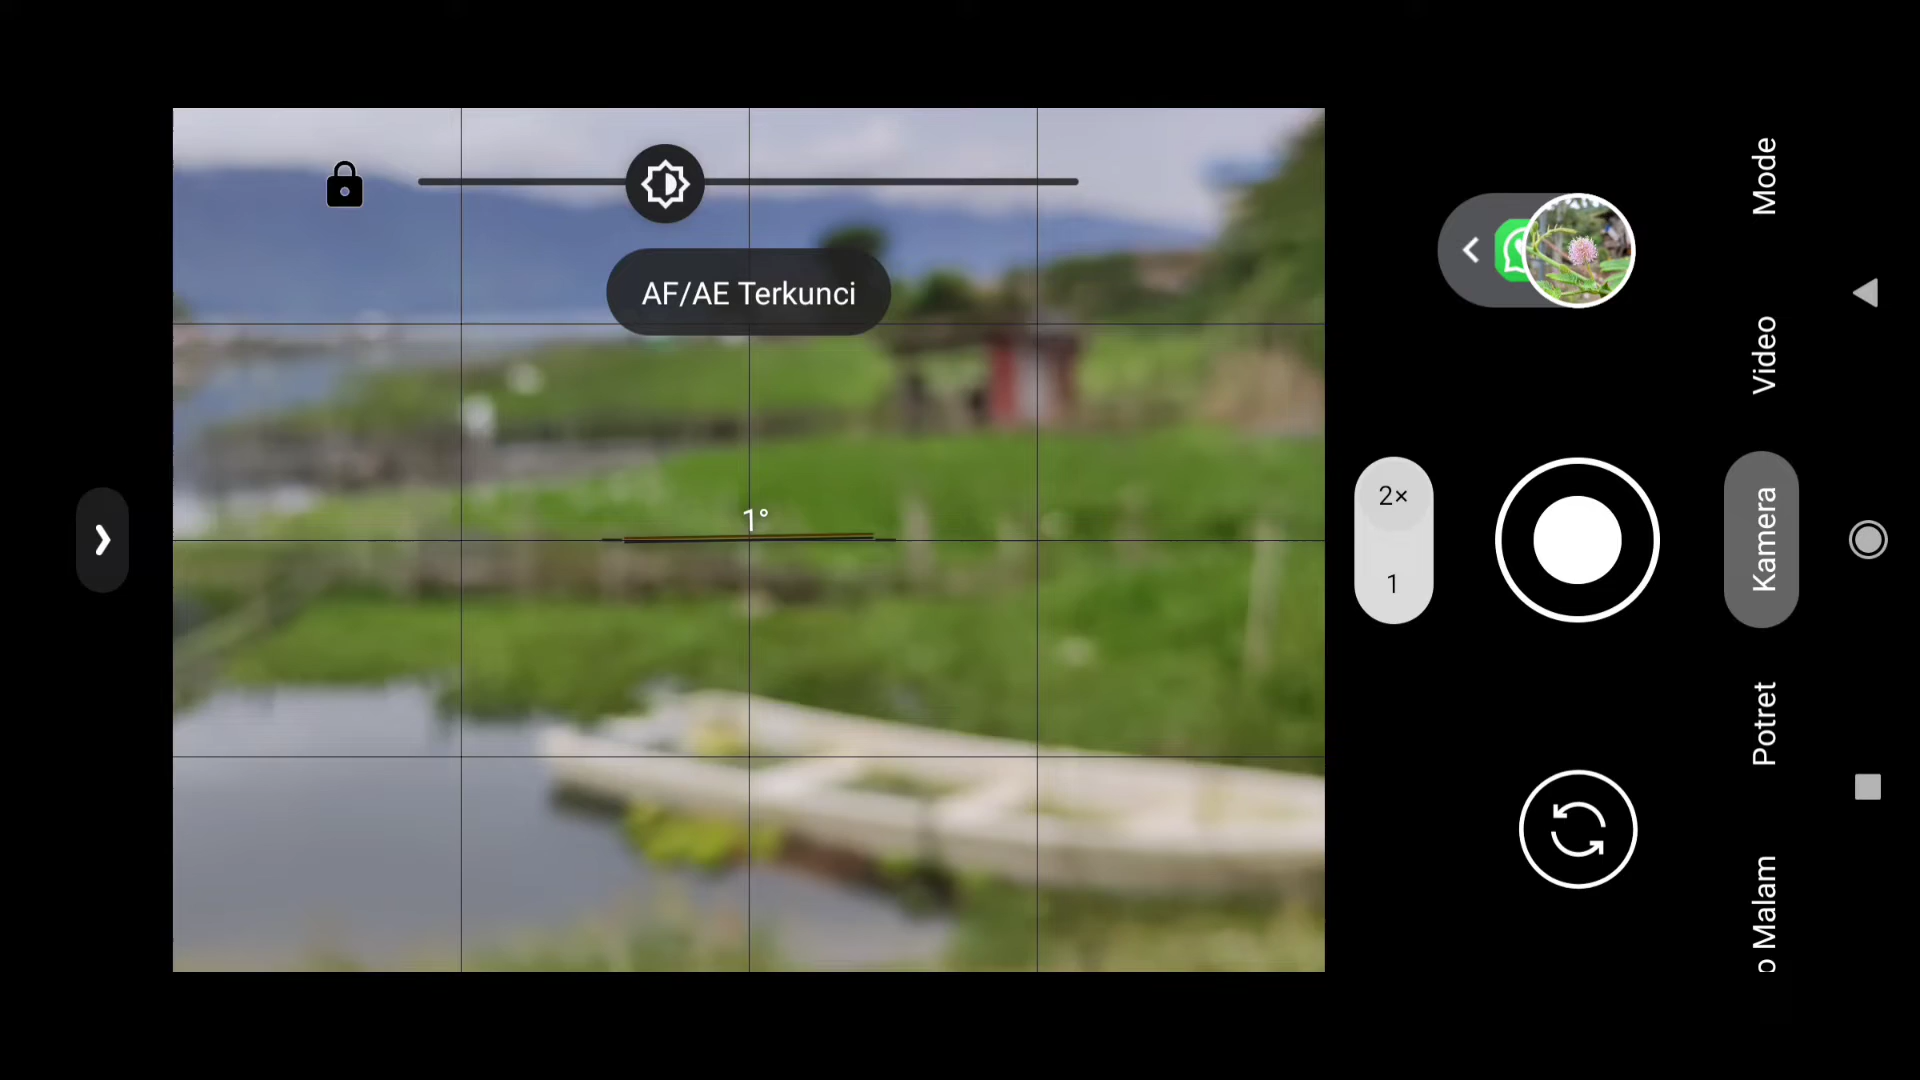 AF/AE Terkunci
1°
2×
1
Mode
Video
Kamera
Potret
o Malam